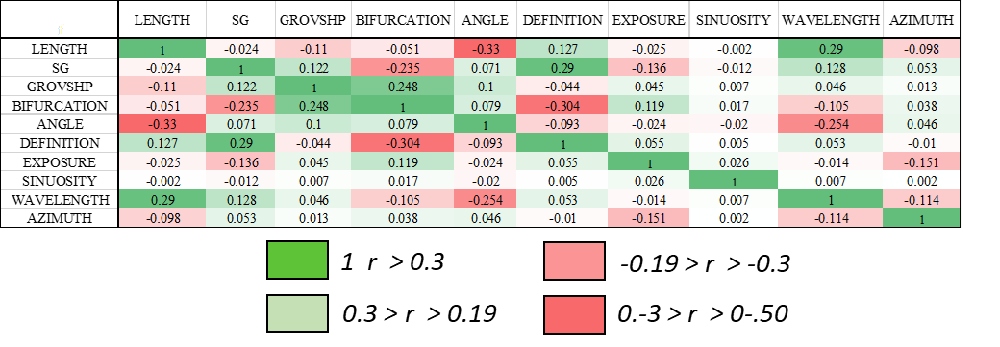 LENGTH SG GROVSHP BIFURCATION ANGLE DEFINITION EXPOSURE SINUOSITY WAVELENGTH AZIMUTH
LENGTH 1 -0.024 -0.11 -0.051 -0.33 0.127 -0.025 -0.002 0.29 -0.098
SG -0.024 1 0.122 -0.235 0.071 0.29 -0.136 -0.012 0.128 0.053
GROVSHP -0.11 0.122 1 0.248 0.1 -0.044 0.045 0.007 0.046 0.013
BIFURCATION -0.051 -0.235 0.248 1 0.079 -0.304 0.119 0.017 -0.105 0.038
ANGLE -0.33 0.071 0.1 0.079 1 -0.093 -0.024 -0.02 -0.254 0.046
DEFINITION 0.127 0.29 -0.044 -0.304 -0.093 1 0.055 0.005 0.053 -0.01
EXPOSURE -0.025 -0.136 0.045 0.119 -0.024 0.055 1 0.026 -0.014 -0.151
SINUOSITY -0.002 -0.012 0.007 0.017 -0.02 0.005 0.026 1 0.007 0.002
WAVELENGTH 0.29 0.128 0.046 -0.105 -0.254 0.053 -0.014 0.007 1 -0.114
AZIMUTH -0.098 0.053 0.013 0.038 0.046 -0.01 -0.151 0.002 -0.114 1
1 r > 0.3
-0.19 > r > -0.3
0.3 > r > 0.19
0.-3 > r > 0-.50